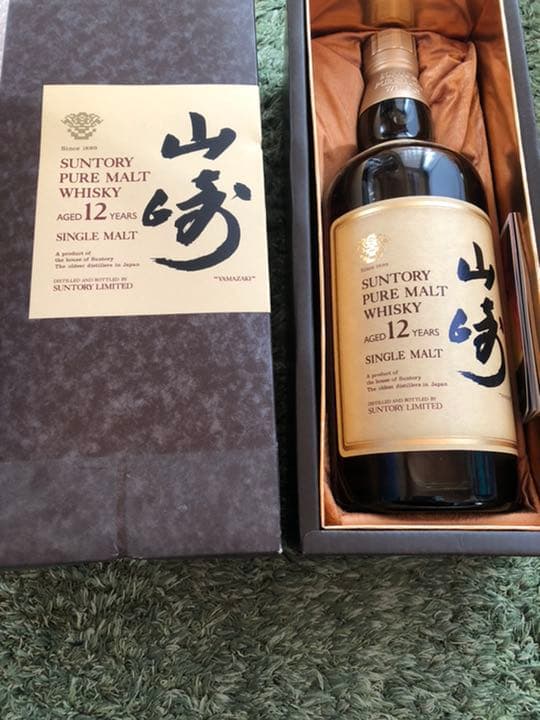 Since 1899
SUNTORY
PURE MALT
WHISKY
AGED 12 YEARS
SINGLE MALT
A product of
the house of Suntory
The oldest distillers in Japan
DISTILLED AND BOTTLED BY
SUNTORY LIMITED
山崎
"YAMAZAKI"
Since 1899
SUNTORY
PURE MALT
WHISKY
AGED 12 YEARS
SINGLE MALT
A product of
the house of Suntory
The oldest distillers in Japan
DISTILLED AND BOTTLED BY
SUNTORY LIMITED
山崎